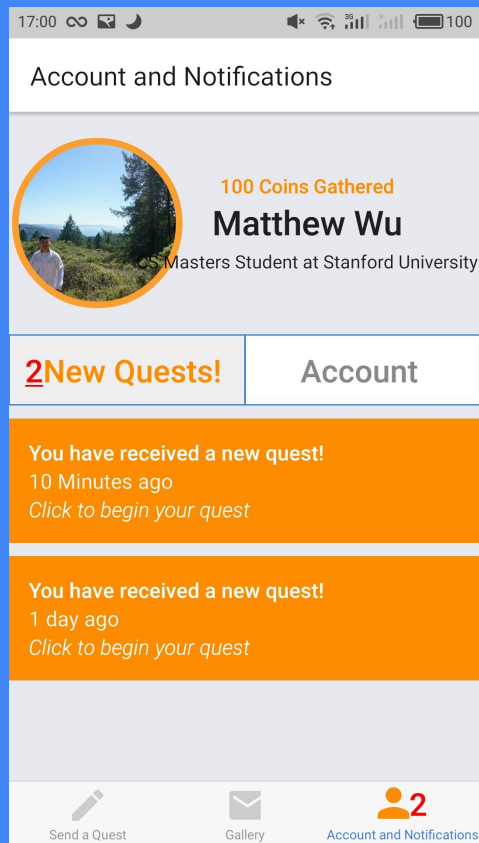 17:00
3G
100
Account and Notifications
100 Coins Gathered
Matthew Wu
CS Masters Student at Stanford University
2New Quests!
Account
You have received a new quest!
10 Minutes ago
Click to begin your quest
You have received a new quest!
1 day ago
Click to begin your quest
2
Send a Quest
Gallery
Account and Notifications